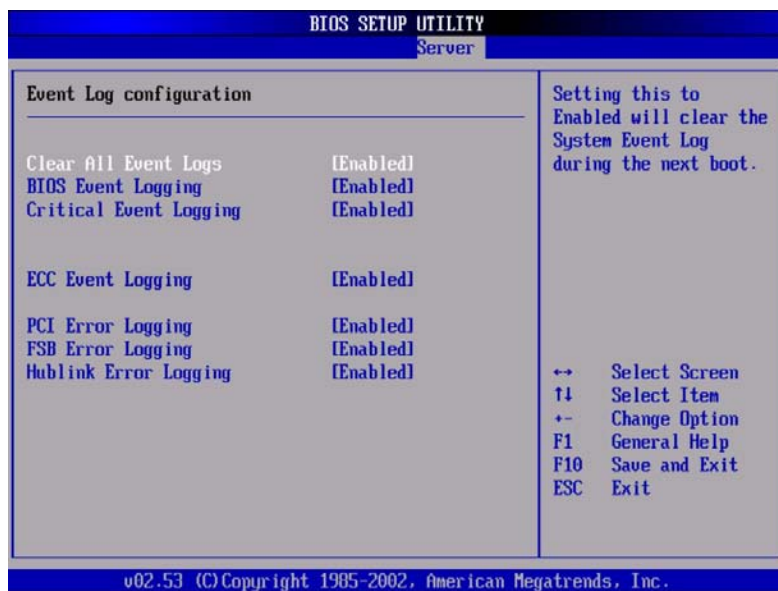 BIOS SETUP UTILITY
Server
Event Log configuration
Clear All Event Logs [Enabled]
BIOS Event Logging [Enabled]
Critical Event Logging [Enabled]
ECC Event Logging [Enabled]
PCI Error Logging [Enabled]
FSB Error Logging [Enabled]
Hublink Error Logging [Enabled]
Setting this to
Enabled will clear the
System Event Log
during the next boot.
↔ Select Screen
↑↓ Select Item
+- Change Option
F1 General Help
F10 Save and Exit
ESC Exit
v02.53 (C)Copyright 1985-2002, American Megatrends, Inc.